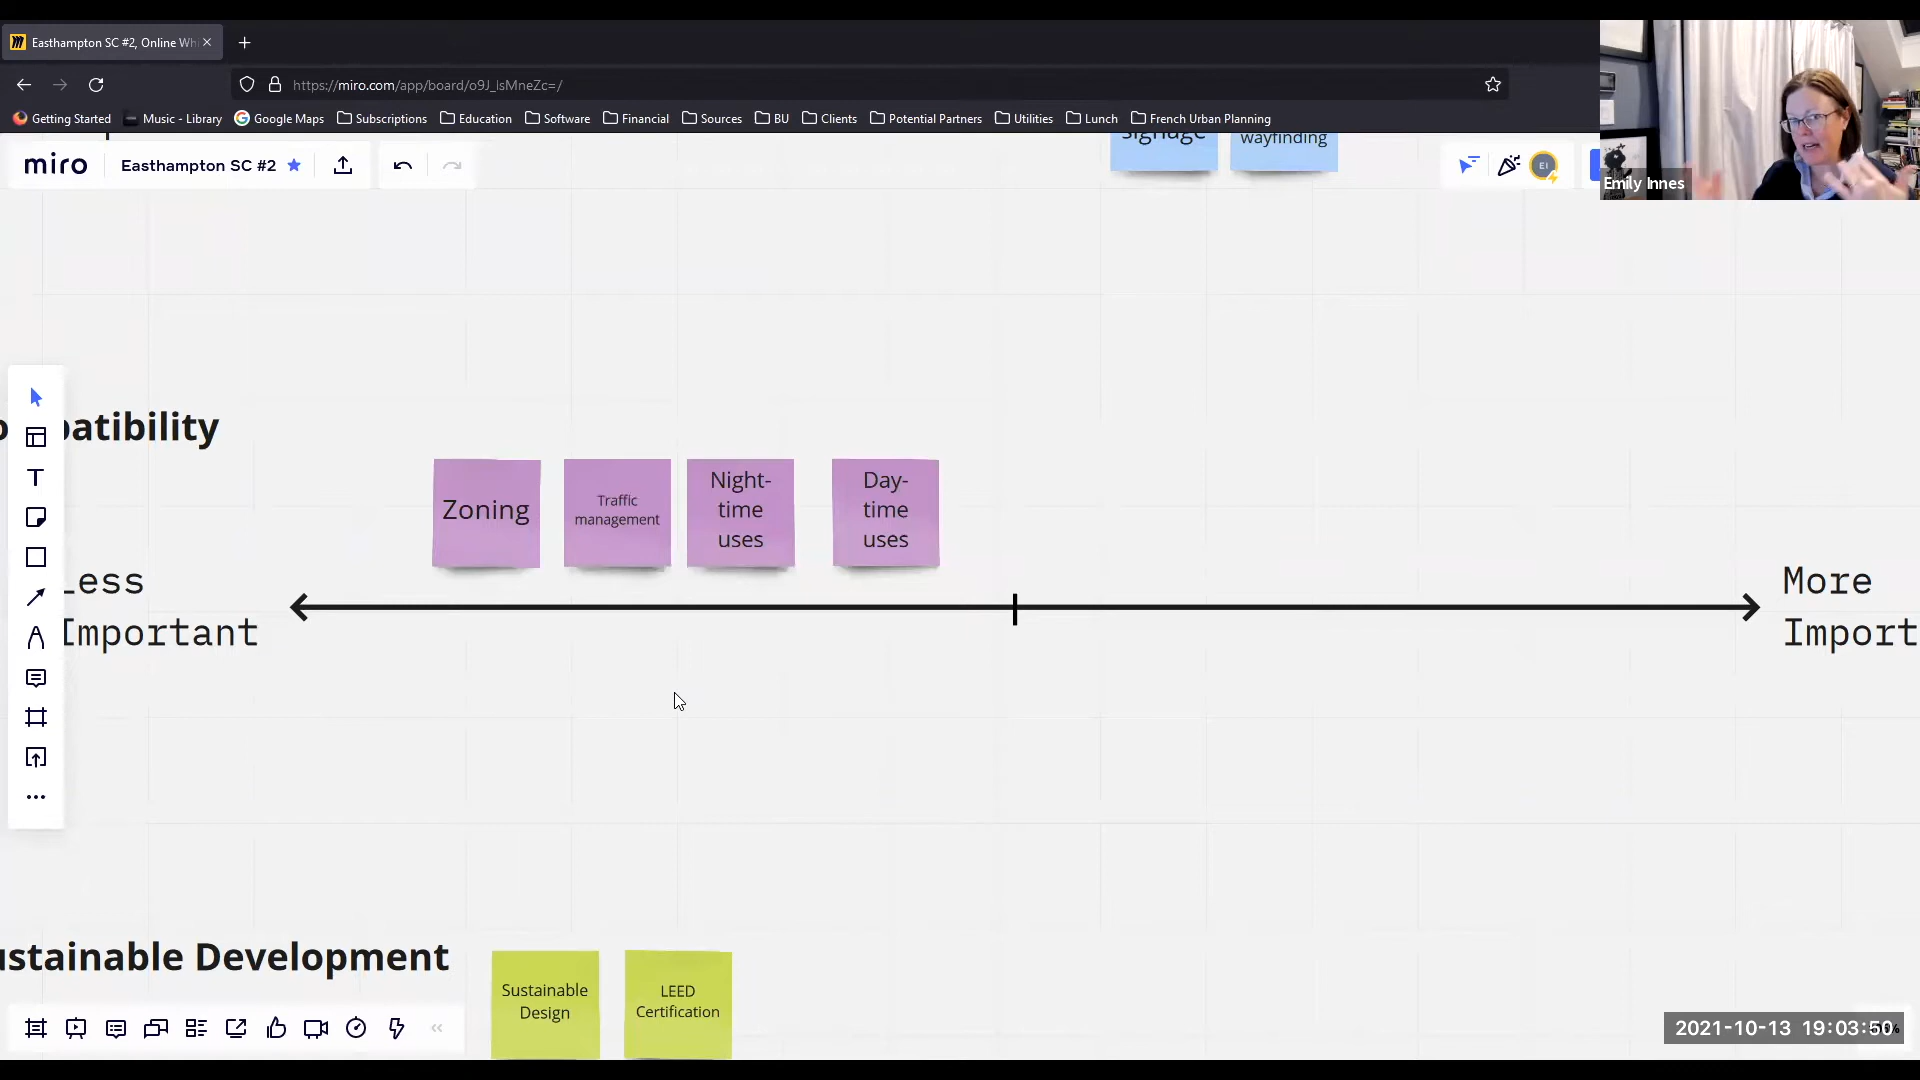 Easthampton SC #2, Online Wh
https://miro.com/app/board/o9J_lsMneZc=/
Getting Started Music - Library Google Maps Subscriptions Education Software Financial Sources BU Clients Potential Partners Utilities Lunch French Urban Planning
miro Easthampton SC #2
signage
wayfinding
EI
Emily Innes
patibility
Zoning
Traffic
management
Night-
time
uses
Day-
time
uses
Less
Important
More
Import
ustainable Development
Sustainable
Design
LEED
Certification
2021-10-13 19:03:50